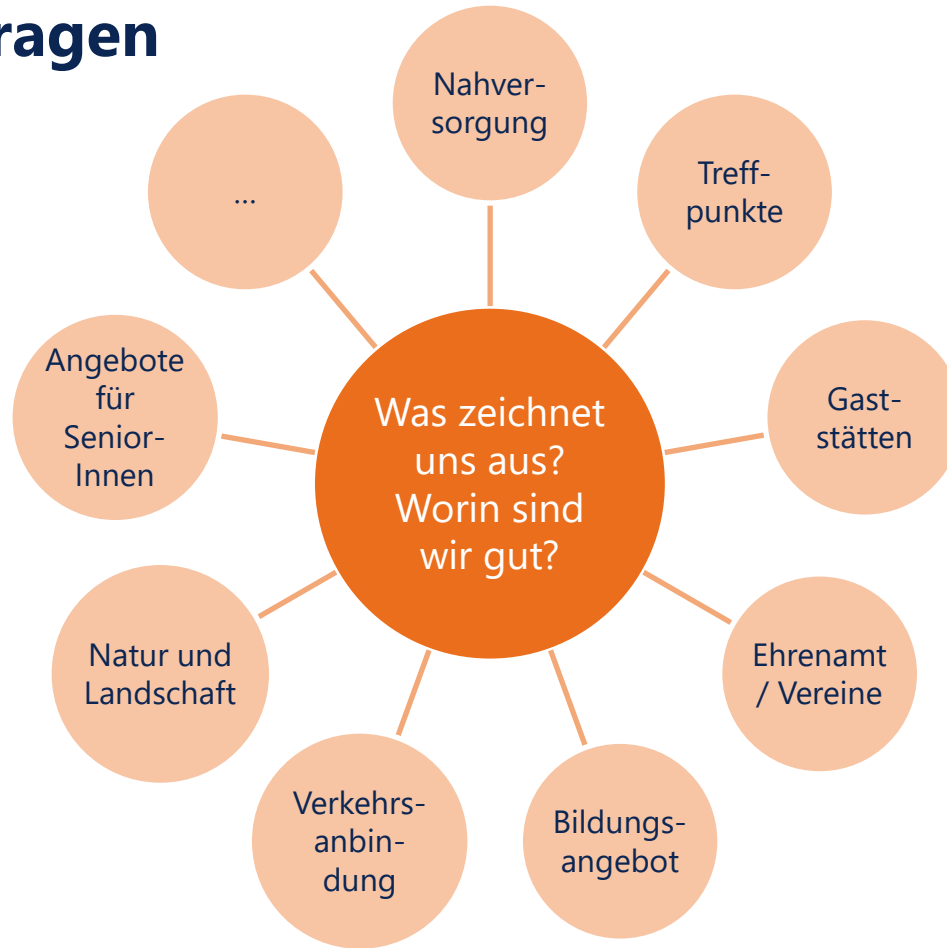 ragen
Nahver-
sorgung
Treff-
punkte
Gast-
stätten
Ehrenamt
/ Vereine
Bildungs-
angebot
Verkehrs-
anbin-
dung
Natur und
Landschaft
Angebote
für
Senior-
Innen
...
Was zeichnet
uns aus?
Worin sind
wir gut?